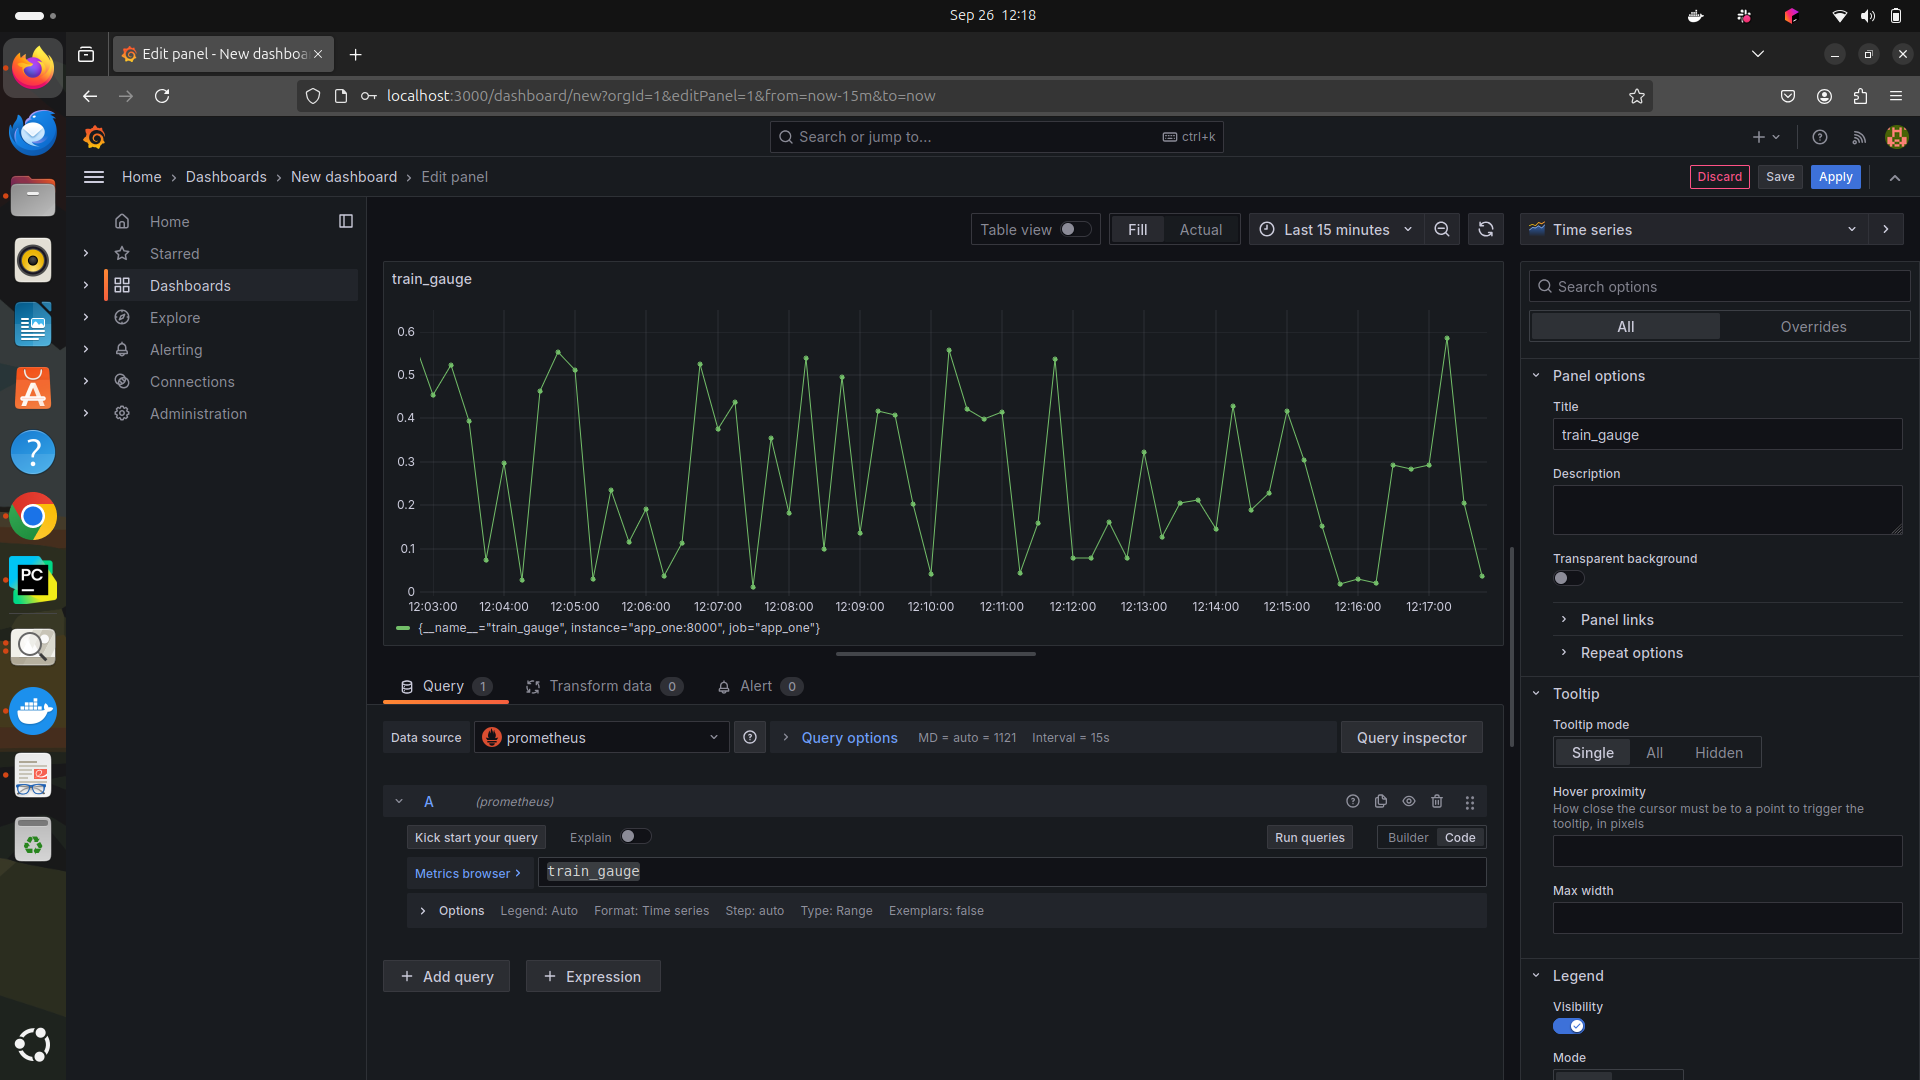 Sep 26 12:18
Edit panel - New dashboa
localhost:3000/dashboard/new?orgId=1&editPanel=1&from=now-15m&to=now
Search or jump to... ctrl+k
Home › Dashboards › New dashboard › Edit panel
Discard Save Apply
Home
Starred
Dashboards
Explore
Alerting
Connections
Administration
Table view Fill Actual Last 15 minutes
train_gauge
0.6
0.5
0.4
0.3
0.2
0.1
0
12:03:00 12:04:00 12:05:00 12:06:00 12:07:00 12:08:00 12:09:00 12:10:00 12:11:00 12:12:00 12:13:00 12:14:00 12:15:00 12:16:00 12:17:00
{__name__="train_gauge", instance="app_one:8000", job="app_one"}
Query 1 Transform data 0 Alert 0
Data source prometheus Query options MD = auto = 1121 Interval = 15s Query inspector
A (prometheus)
Kick start your query Explain Run queries Builder Code
Metrics browser > train_gauge
Options Legend: Auto Format: Time series Step: auto Type: Range Exemplars: false
+ Add query + Expression
Time series
Search options
All Overrides
Panel options
Title
train_gauge
Description
Transparent background
Panel links
Repeat options
Tooltip
Tooltip mode
Single All Hidden
Hover proximity
How close the cursor must be to a point to trigger the
tooltip, in pixels
Max width
Legend
Visibility
Mode
PC